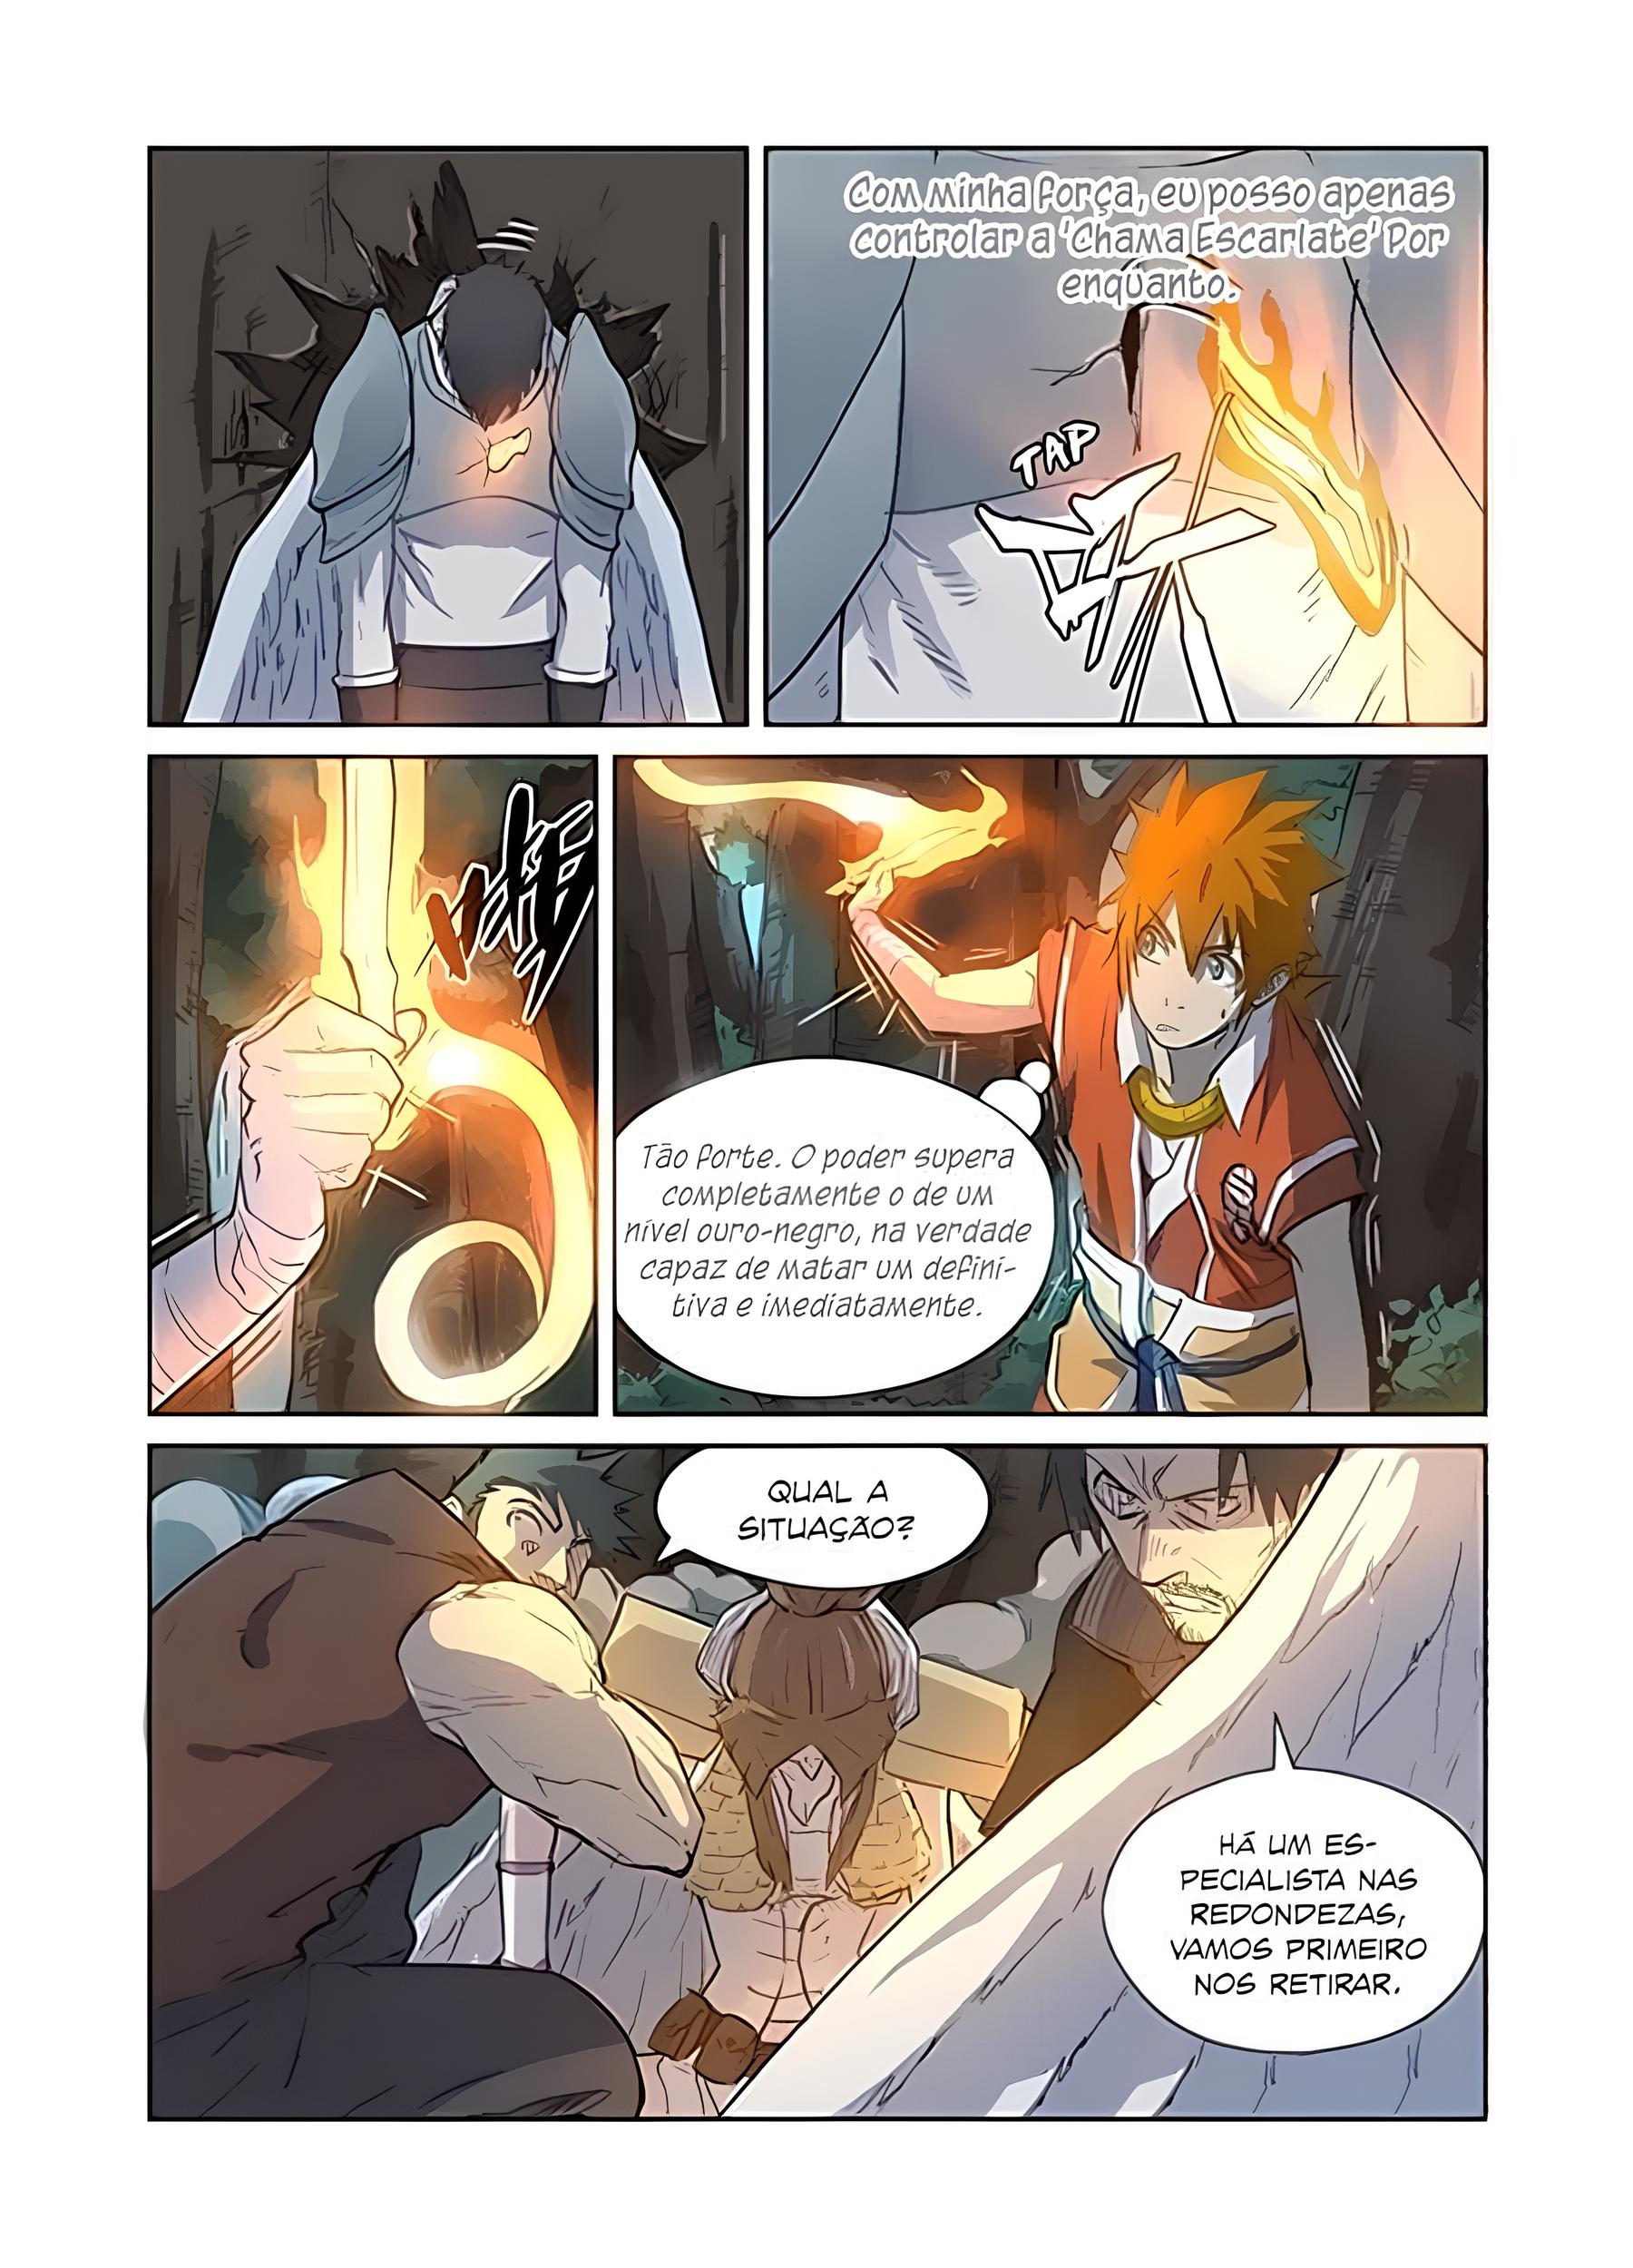 Com minha força, eu posso apenas
controlar a 'Chama Escarlate' Por
enquanto.
TAP
Tão forte. O poder supera
completamente o de um
nível ouro-negro, na verdade
capaz de matar um defini-
tiva e imediatamente.
QUAL A
SITUAÇÃO?
HÁ UM ES-
PECIALISTA NAS
REDONDEZAS,
VAMOS PRIMEIRO
NOS RETIRAR.